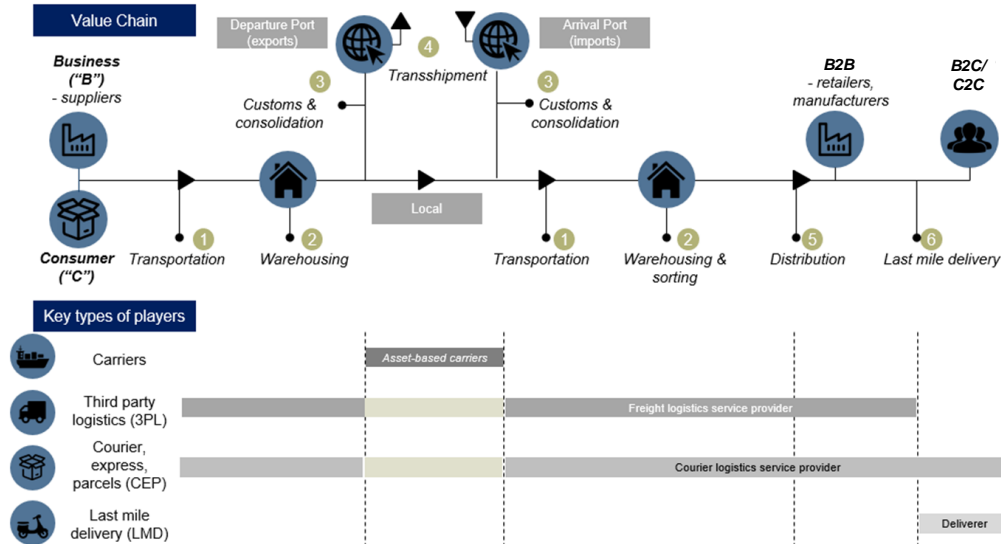 Value Chain
Departure Port
(exports)
Arrival Port
(imports)
Business
("B")
- suppliers
4
Transshipment
3
Customs &
consolidation
3
Customs &
consolidation
B2B
- retailers,
manufacturers
B2C/
C2C
Local
Consumer
("C")
1
Transportation
2
Warehousing
1
Transportation
2
Warehousing &
sorting
5
Distribution
6
Last mile delivery
Key types of players
Carriers
Asset-based carriers
Third party
logistics (3PL)
Freight logistics service provider
Courier,
express,
parcels (CEP)
Courier logistics service provider
Last mile
delivery (LMD)
Deliverer